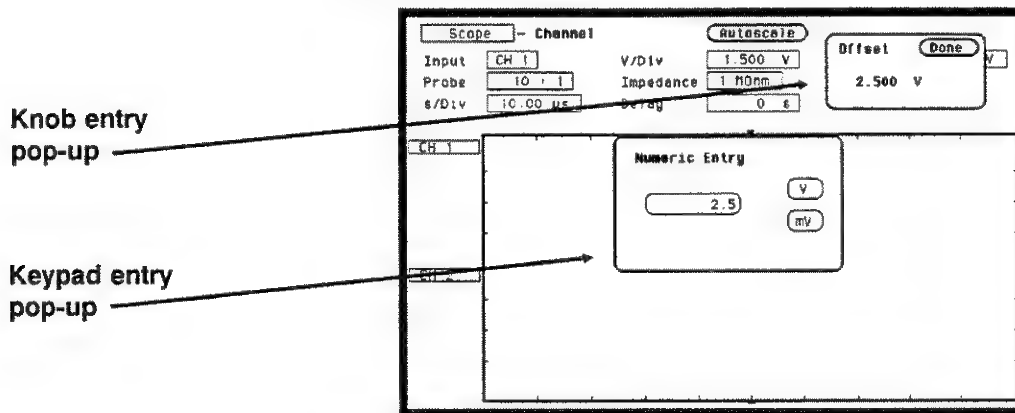 Scope - Channel
Autoscale
Input CH 1 V/Div 1.500 V
Offset Done
V
Probe 10 : 1 Impedance 1 MOhm
2.500 V
s/Div 10.00 µs Delay 0 s
Knob entry
pop-up
CH 1
Numeric Entry
2.5 V
mV
Keypad entry
pop-up
CH